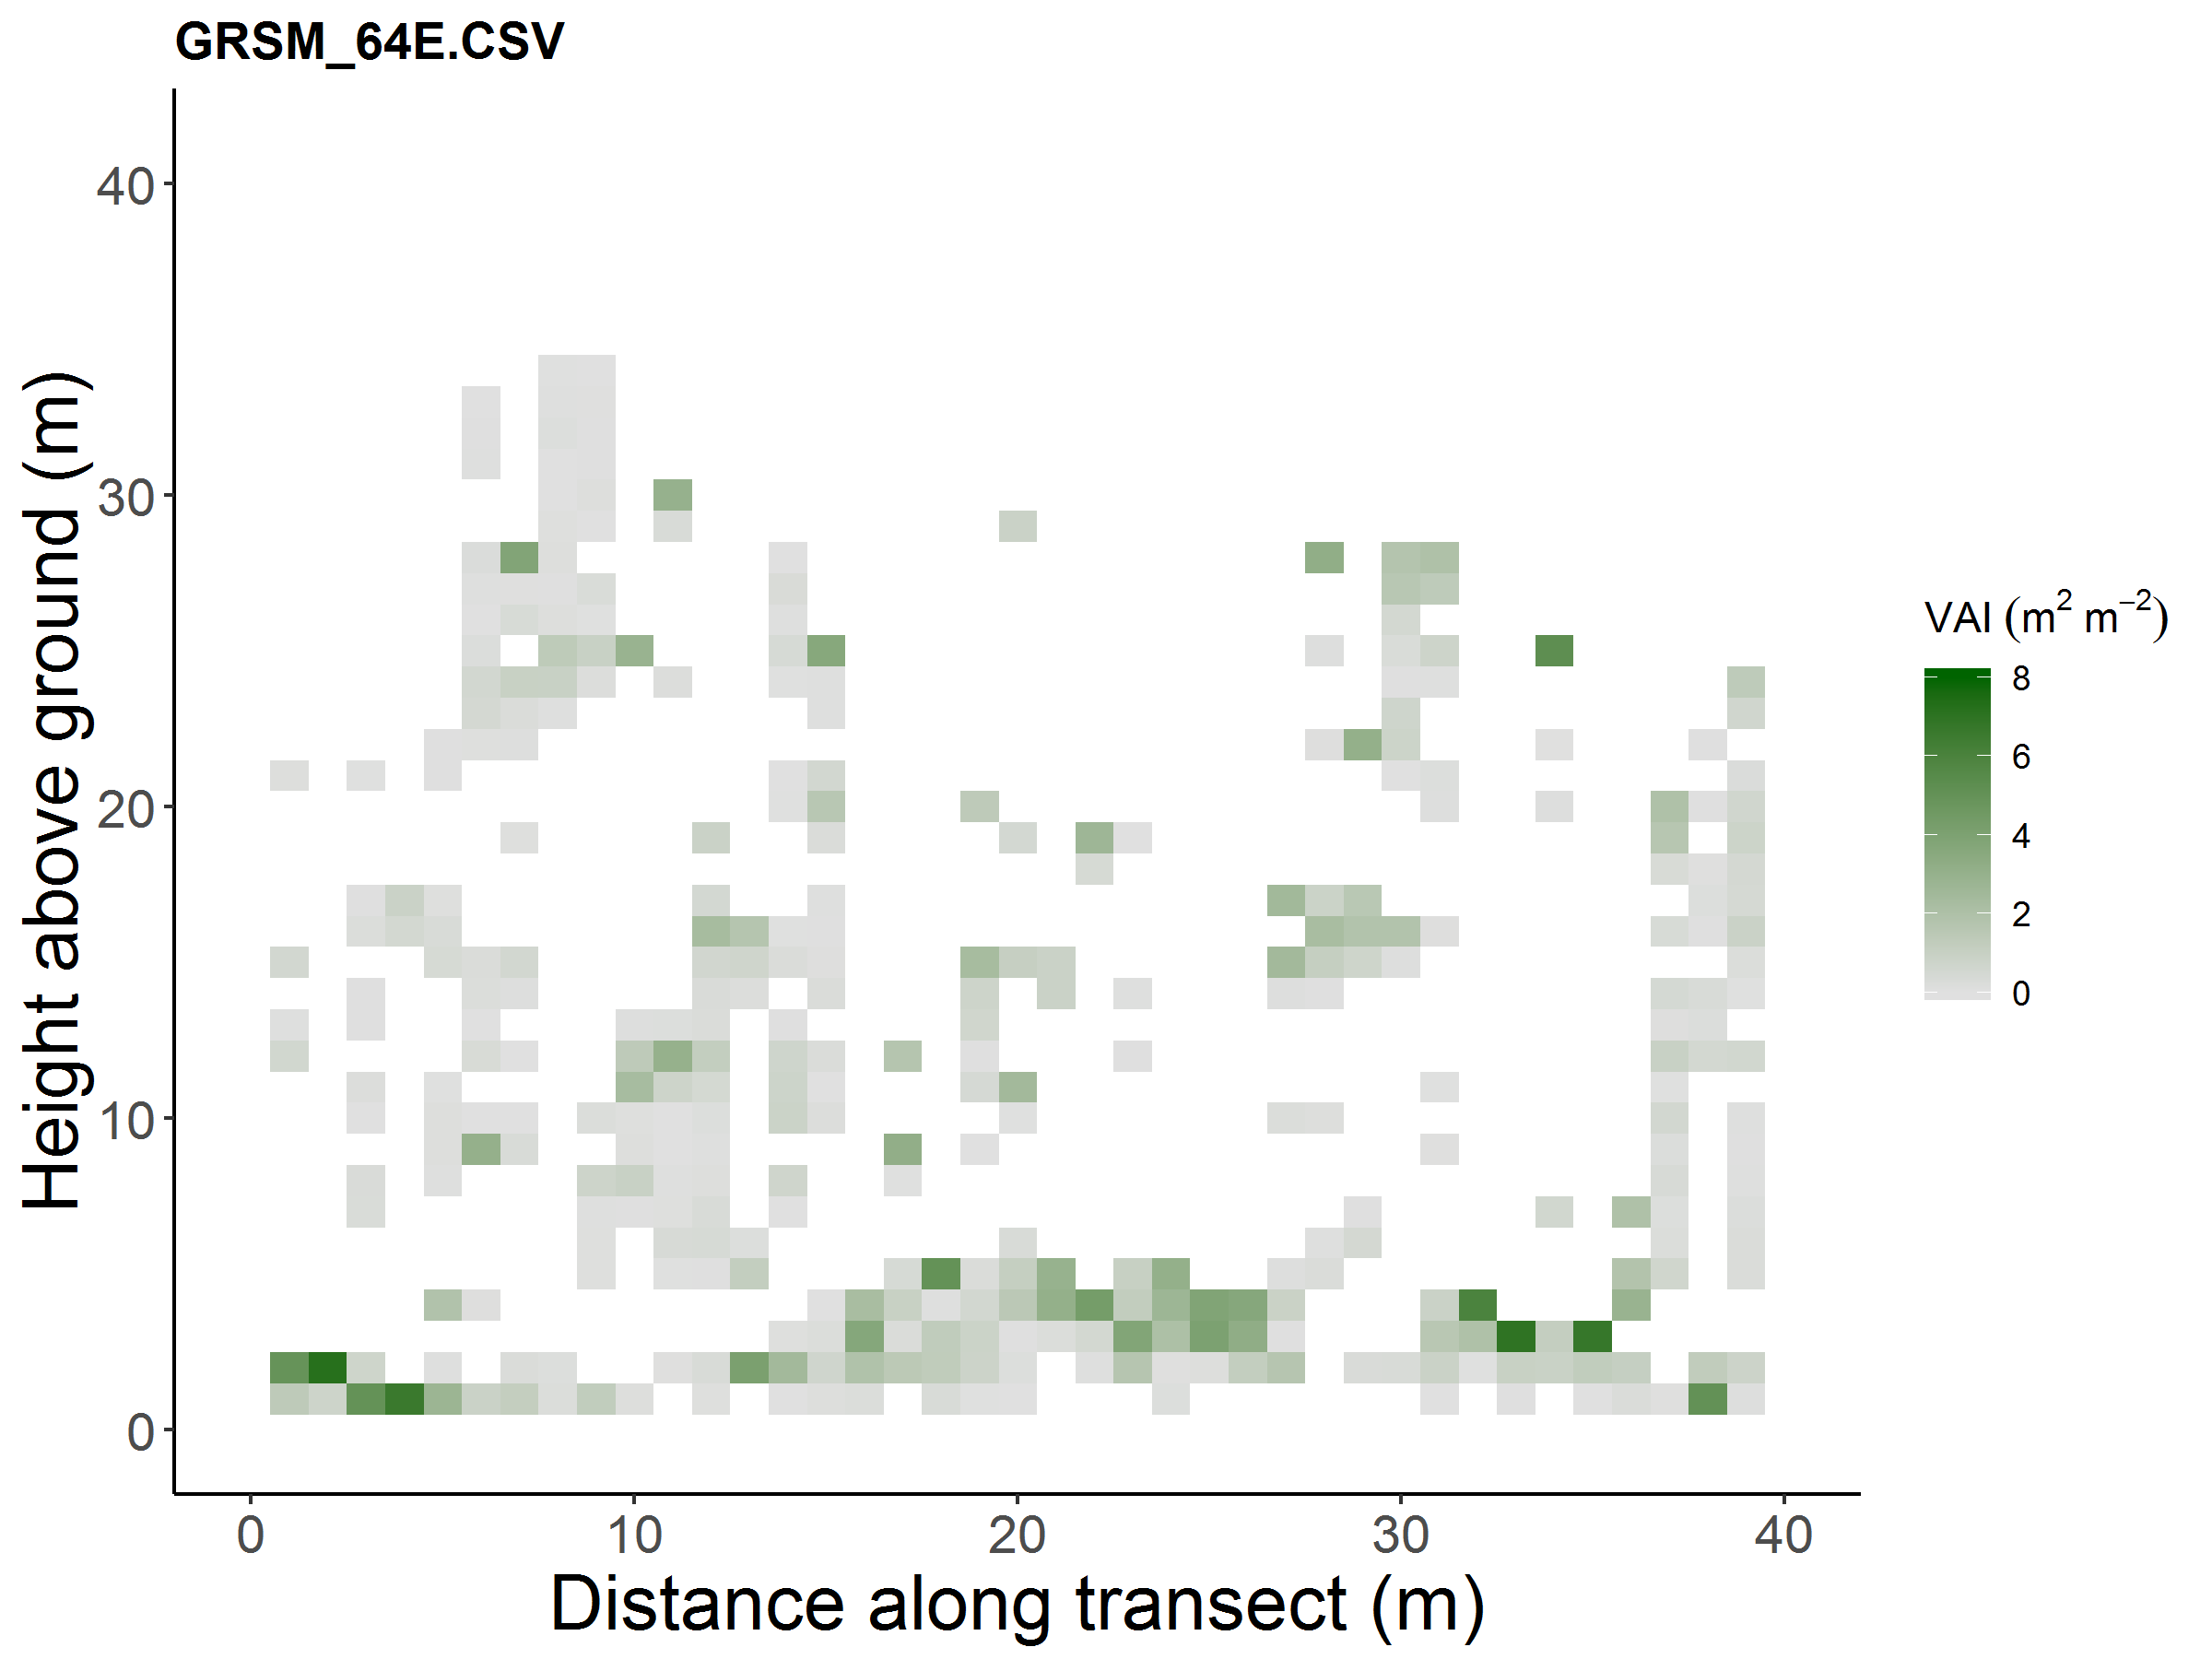 GRSM_64E.CSV
Height above ground (m)
40
30
20
10
0
0 10 20 30 40
Distance along transect (m)
VAI (m² m⁻²)
8
6
4
2
0